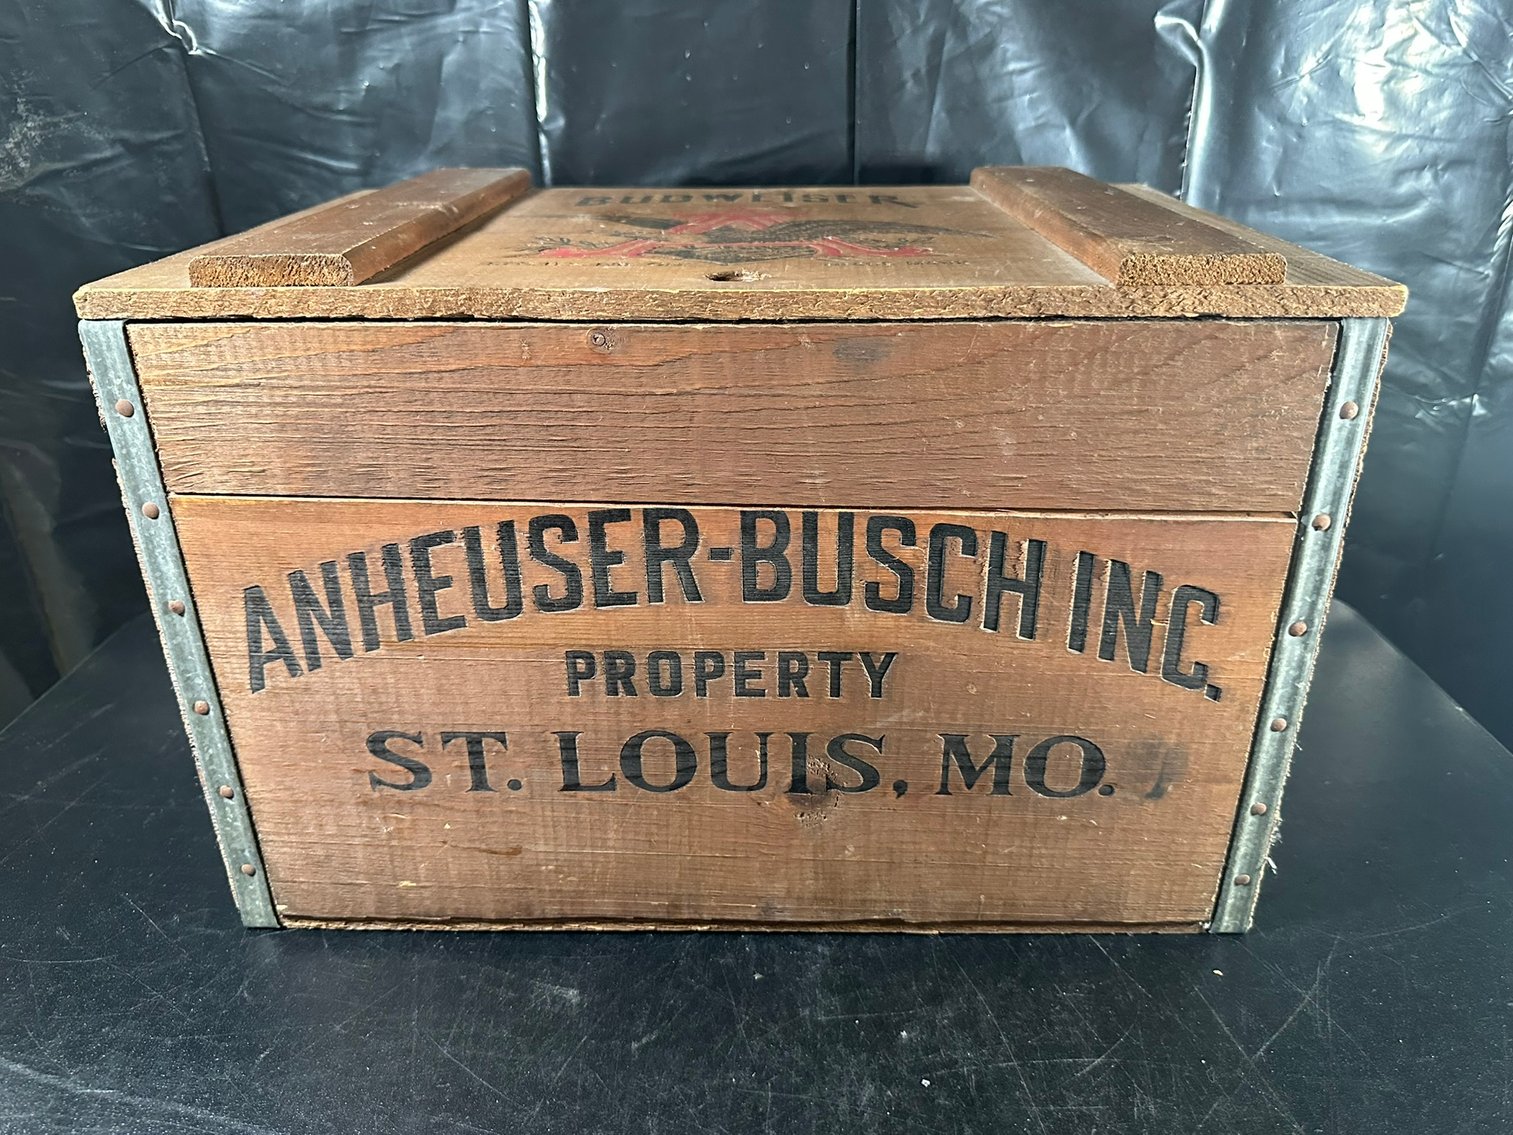 BUDWEISER
ANHEUSER-BUSCH INC.
PROPERTY
ST. LOUIS, MO.